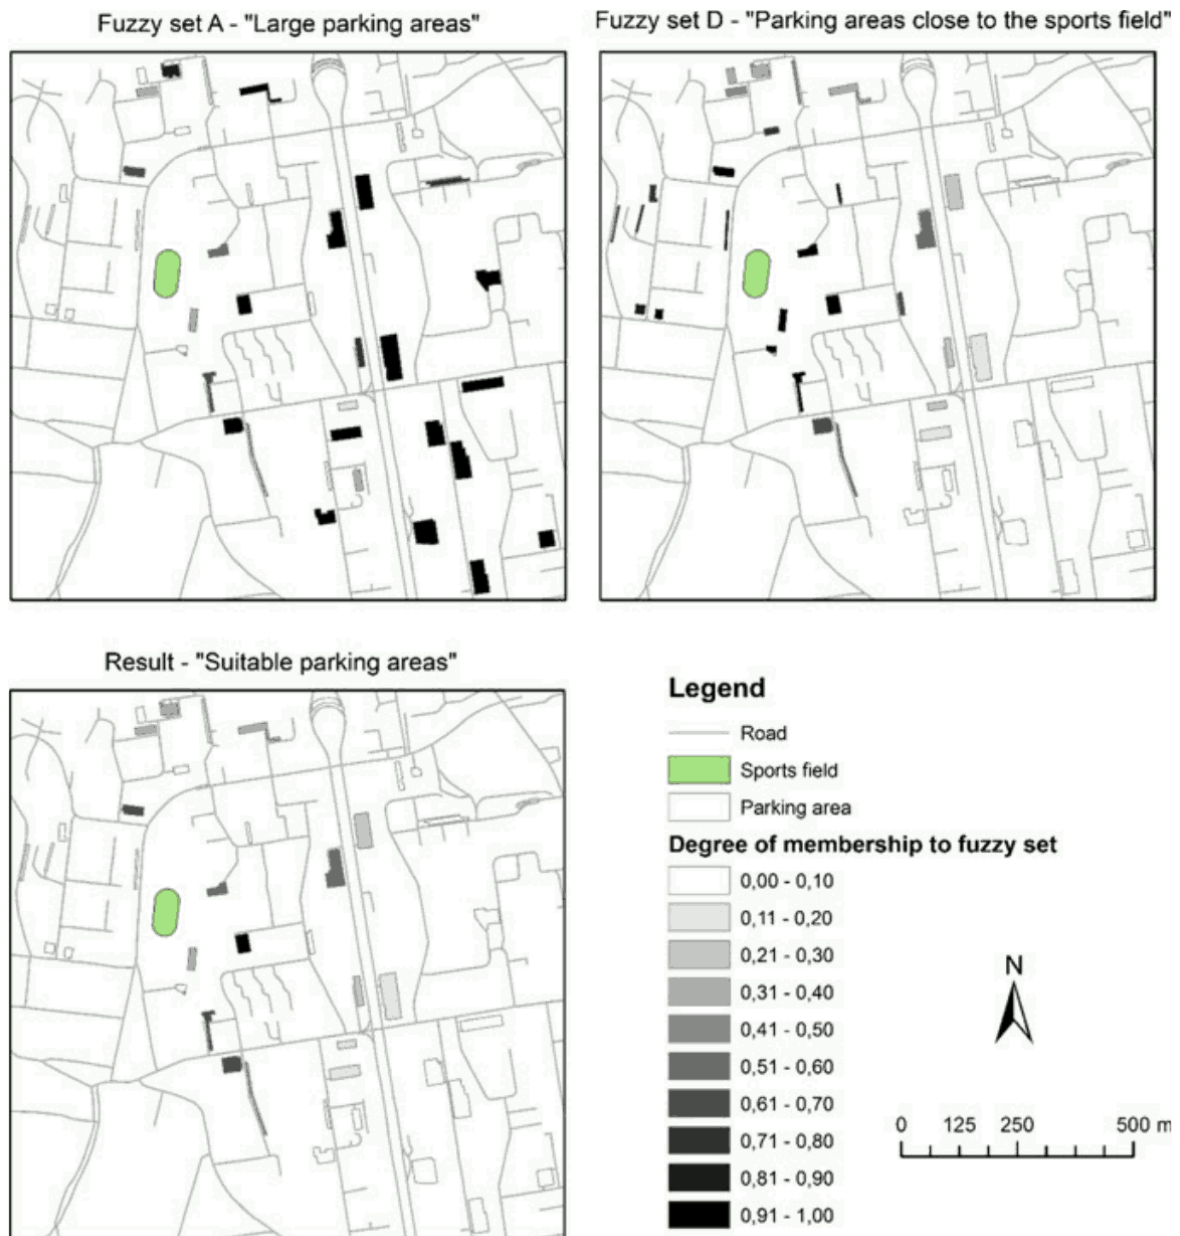 Fuzzy set A - "Large parking areas"
Fuzzy set D - "Parking areas close to the sports field"
Result - "Suitable parking areas"
Legend
Road
Sports field
Parking area
Degree of membership to fuzzy set
0,00 - 0,10
0,11 - 0,20
0,21 - 0,30
0,31 - 0,40
0,41 - 0,50
0,51 - 0,60
0,61 - 0,70
0,71 - 0,80
0,81 - 0,90
0,91 - 1,00
N
0 125 250 500 m